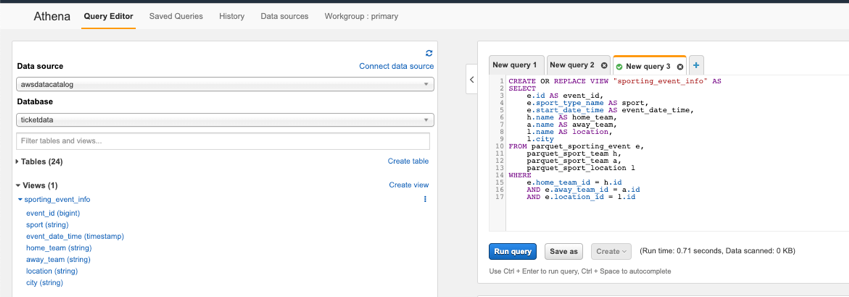 Athena Query Editor Saved Queries History Data sources Workgroup : primary
Data source
Connect data source
awsdatacatalog
Database
ticketdata
Filter tables and views...
Tables (24) Create table
Views (1) Create view
sporting_event_info
event_id (bigint)
sport (string)
event_date_time (timestamp)
home_team (string)
away_team (string)
location (string)
city (string)
New query 1 New query 2 New query 3 +
1 CREATE OR REPLACE VIEW "sporting_event_info" AS
2 SELECT
3 e.id AS event_id,
4 e.sport_type_name AS sport,
5 e.start_date_time AS event_date_time,
6 h.name AS home_team,
7 a.name AS away_team,
8 l.name AS location,
9 l.city
10 FROM parquet_sporting_event e,
11 parquet_sport_team h,
12 parquet_sport_team a,
13 parquet_sport_location l
14 WHERE
15 e.home_team_id = h.id
16 AND e.away_team_id = a.id
17 AND e.location_id = l.id
Run query Save as Create (Run time: 0.71 seconds, Data scanned: 0 KB)
Use Ctrl + Enter to run query, Ctrl + Space to autocomplete